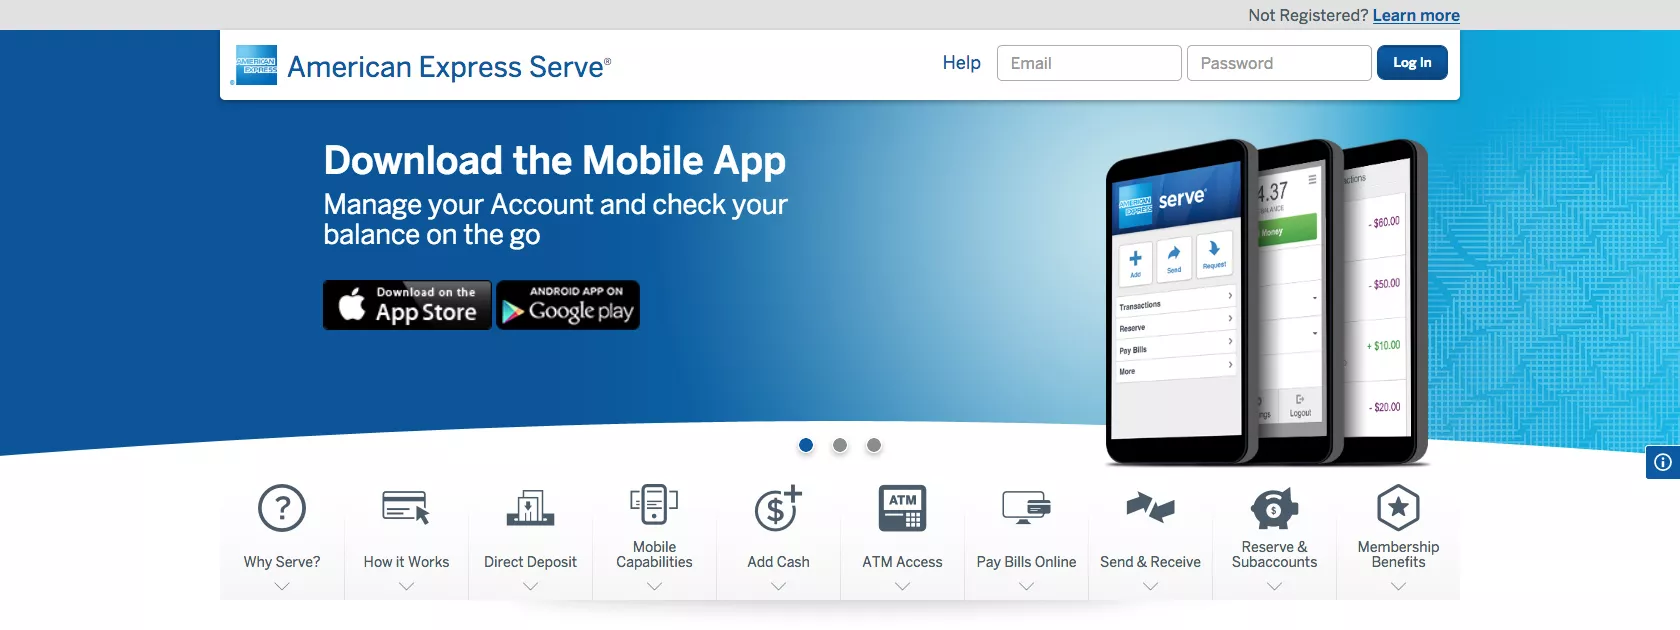 Not Registered? Learn more
AMERICAN EXPRESS
American Express Serve®
Help
Email
Password
Log In
Download the Mobile App
Manage your Account and check your
balance on the go
Download on the
App Store
ANDROID APP ON
Google play
AMERICAN EXPRESS
serve
Add
Send
Request
Transactions
Reserve
Pay Bills
More
4.37
BALANCE
Money
ngs
Logout
actions
- $60.00
- $50.00
+ $10.00
- $20.00
Why Serve?
How it Works
Direct Deposit
Mobile
Capabilities
Add Cash
ATM
ATM Access
Pay Bills Online
Send & Receive
Reserve &
Subaccounts
Membership
Benefits